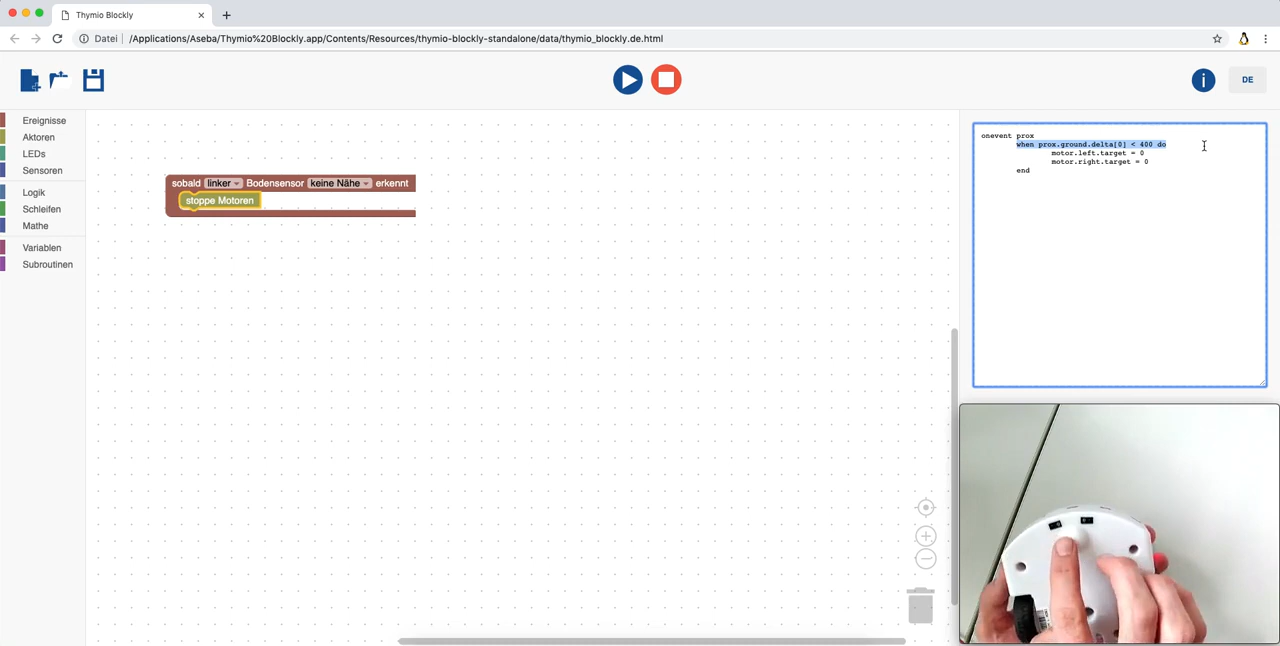 Thymio Blockly
Datei
/Applications/Aseba/Thymio%20Blockly.app/Contents/Resources/thymio-blockly-standalone/data/thymio_blockly.de.html
i
DE
Ereignisse
Aktoren
LEDs
Sensoren
Logik
Schleifen
Mathe
Variablen
Subroutinen
sobald linker Bodensensor keine Nähe erkennt
stoppe Motoren
onevent prox
when prox.ground.delta[0] < 400 do
motor.left.target = 0
motor.right.target = 0
end